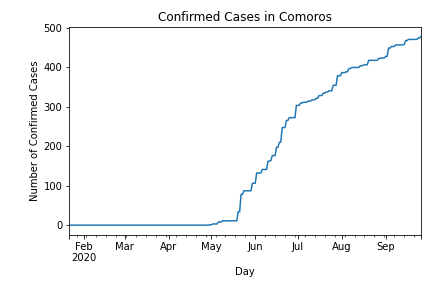 Confirmed Cases in Comoros
Number of Confirmed Cases
500
400
300
200
100
0
Feb Mar Apr May Jun Jul Aug Sep
2020
Day